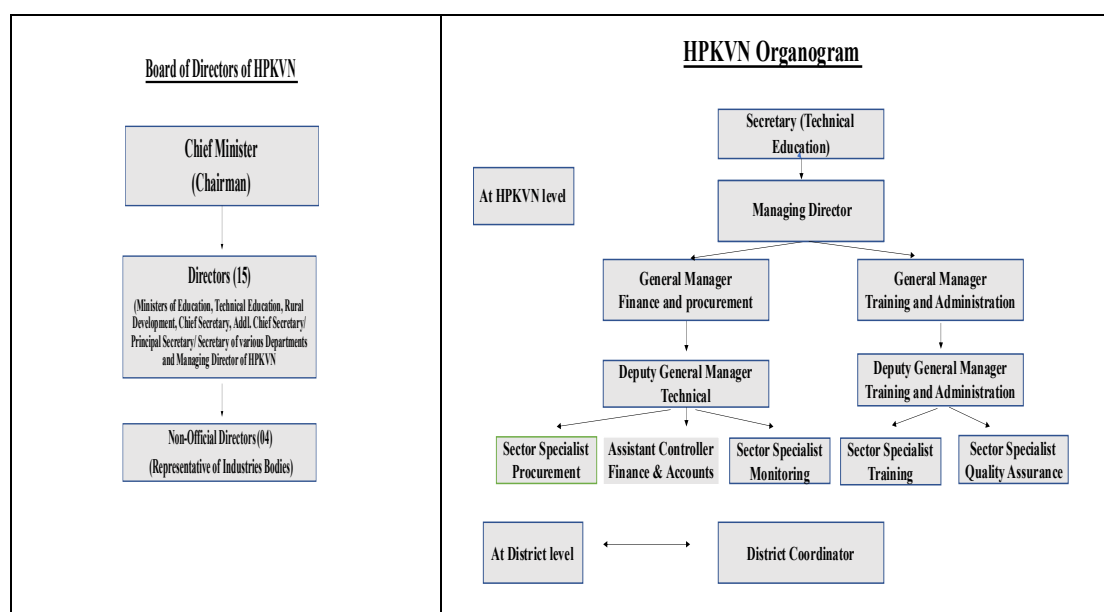 Board of Directors of HPKVN
Chief Minister
(Chairman)
Directors (15)
(Ministers of Education, Technical Education, Rural
Development, Chief Secretary, Addl. Chief Secretary/
Principal Secretary/ Secretary of various Departments
and Managing Director of HPKVN
Non-Official Directors (04)
(Representative of Industries Bodies)
HPKVN Organogram
Secretary (Technical
Education)
At HPKVN level
Managing Director
General Manager
Finance and procurement
General Manager
Training and Administration
Deputy General Manager
Technical
Deputy General Manager
Training and Administration
Sector Specialist
Procurement
Assistant Controller
Finance & Accounts
Sector Specialist
Monitoring
Sector Specialist
Training
Sector Specialist
Quality Assurance
At District level
District Coordinator